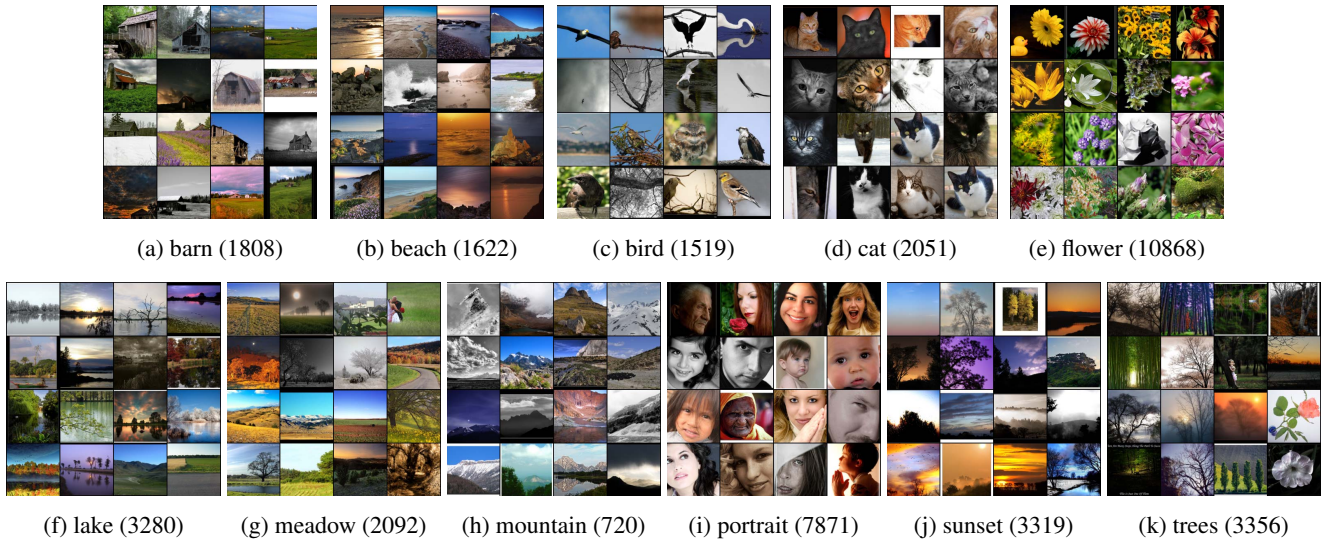 (a) barn (1808)
(b) beach (1622)
(c) bird (1519)
(d) cat (2051)
(e) flower (10868)
(f) lake (3280)
(g) meadow (2092)
(h) mountain (720)
(i) portrait (7871)
(j) sunset (3319)
(k) trees (3356)